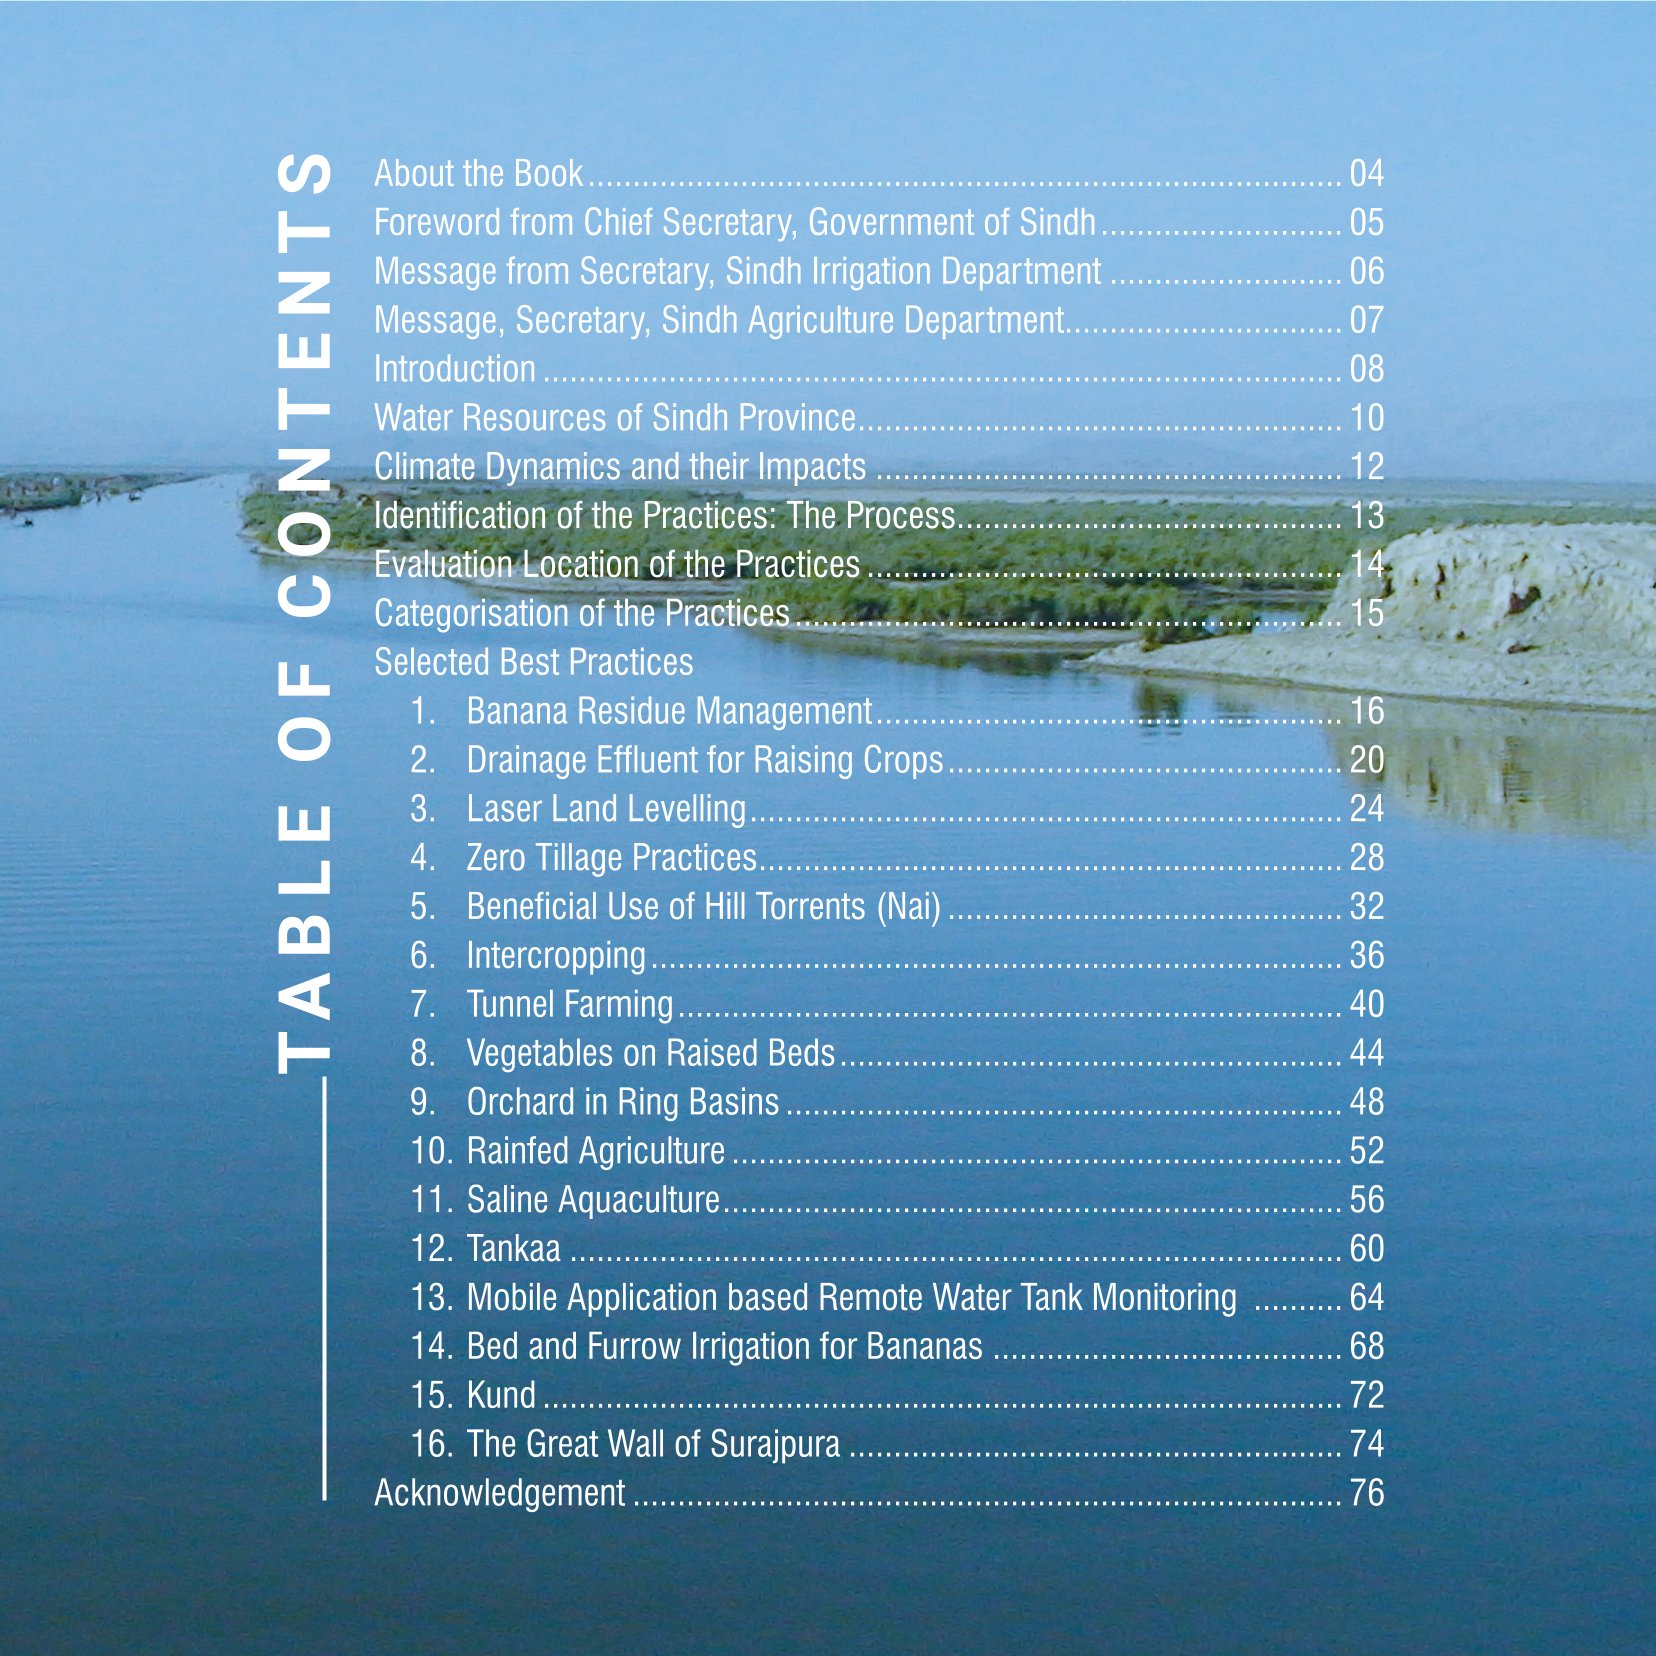 TABLE OF CONTENTS
About the Book ........ 04
Foreword from Chief Secretary, Government of Sindh ........ 05
Message from Secretary, Sindh Irrigation Department ........ 06
Message, Secretary, Sindh Agriculture Department ........ 07
Introduction ........ 08
Water Resources of Sindh Province ........ 10
Climate Dynamics and their Impacts ........ 12
Identification of the Practices: The Process ........ 13
Evaluation Location of the Practices ........ 14
Categorisation of the Practices ........ 15
Selected Best Practices
1. Banana Residue Management ........ 16
2. Drainage Effluent for Raising Crops ........ 20
3. Laser Land Levelling ........ 24
4. Zero Tillage Practices ........ 28
5. Beneficial Use of Hill Torrents (Nai) ........ 32
6. Intercropping ........ 36
7. Tunnel Farming ........ 40
8. Vegetables on Raised Beds ........ 44
9. Orchard in Ring Basins ........ 48
10. Rainfed Agriculture ........ 52
11. Saline Aquaculture ........ 56
12. Tankaa ........ 60
13. Mobile Application based Remote Water Tank Monitoring ........ 64
14. Bed and Furrow Irrigation for Bananas ........ 68
15. Kund ........ 72
16. The Great Wall of Surajpura ........ 74
Acknowledgement ........ 76